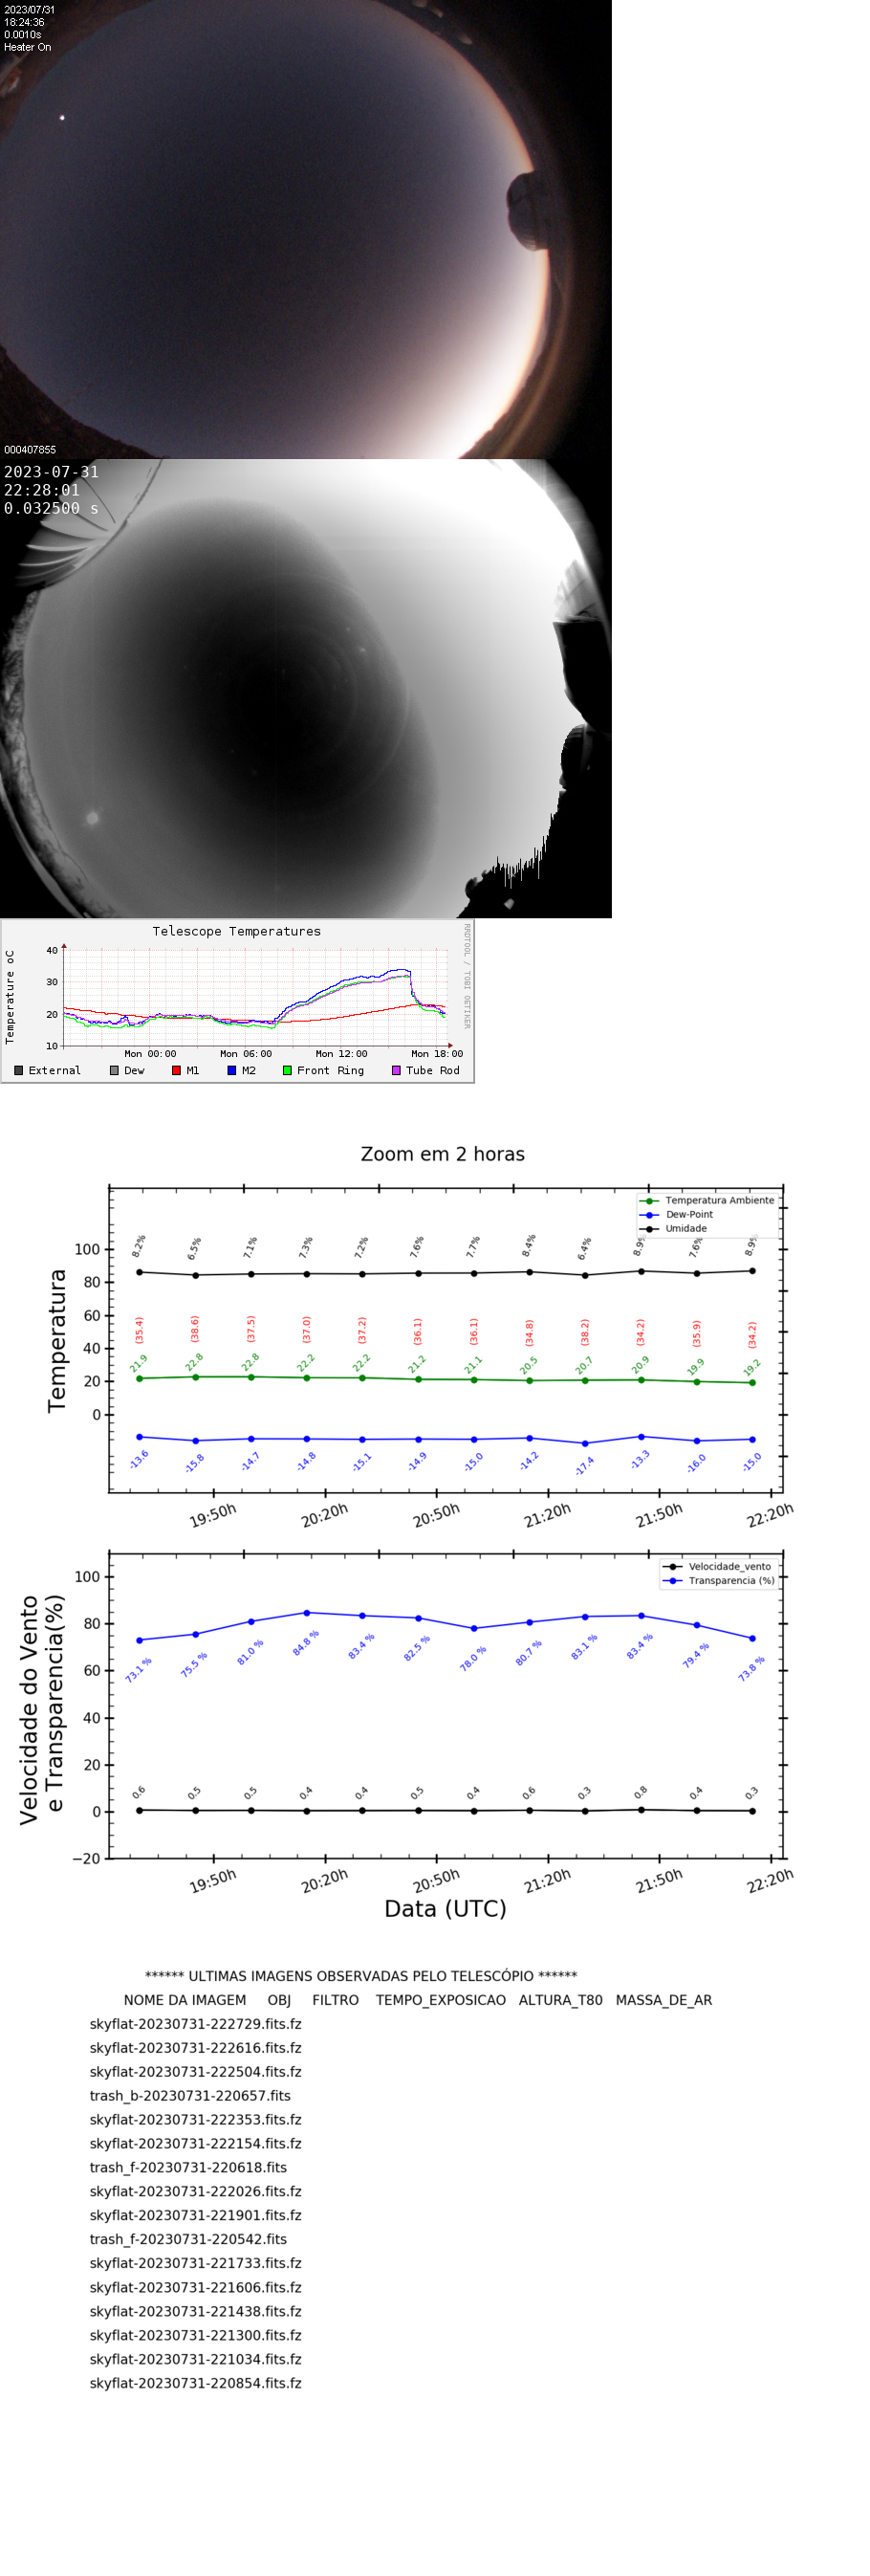 2023/07/31
18:24:36
0.0010s
Heater On
000407855
2023-07-31
22:28:01
0.032500 s
Telescope Temperatures
Temperature oC
40
30
20
10
Mon 00:00 Mon 06:00 Mon 12:00 Mon 18:00
External Dew M1 M2 Front Ring Tube Rod
RRDTOOL / TOBI OETIKER
Zoom em 2 horas
Temperatura
Temperatura Ambiente
Dew-Point
Umidade
100
80
60
40
20
0
8.2% 6.5% 7.1% 7.3% 7.2% 7.6% 7.7% 8.4% 6.4% 8.9% 7.6% 8.9%
(35.4) (38.6) (37.5) (37.0) (37.2) (36.1) (36.1) (34.8) (38.2) (34.2) (35.9) (34.2)
21.9 22.8 22.8 22.2 22.2 21.2 21.1 20.5 20.7 20.9 19.9 19.2
-13.6 -15.8 -14.7 -14.8 -15.1 -14.9 -15.0 -14.2 -17.4 -13.3 -16.0 -15.0
19:50h 20:20h 20:50h 21:20h 21:50h 22:20h
Velocidade do Vento
e Transparencia(%)
Velocidade_vento
Transparencia (%)
100
80
60
40
20
0
−20
73.1 % 75.5 % 81.0 % 84.8 % 83.4 % 82.5 % 78.0 % 80.7 % 83.1 % 83.4 % 79.4 % 73.8 %
0.6 0.5 0.5 0.4 0.4 0.5 0.4 0.6 0.3 0.8 0.4 0.3
19:50h 20:20h 20:50h 21:20h 21:50h 22:20h
Data (UTC)
****** ULTIMAS IMAGENS OBSERVADAS PELO TELESCÓPIO ******
NOME DA IMAGEM OBJ FILTRO TEMPO_EXPOSICAO ALTURA_T80 MASSA_DE_AR
skyflat-20230731-222729.fits.fz
skyflat-20230731-222616.fits.fz
skyflat-20230731-222504.fits.fz
trash_b-20230731-220657.fits
skyflat-20230731-222353.fits.fz
skyflat-20230731-222154.fits.fz
trash_f-20230731-220618.fits
skyflat-20230731-222026.fits.fz
skyflat-20230731-221901.fits.fz
trash_f-20230731-220542.fits
skyflat-20230731-221733.fits.fz
skyflat-20230731-221606.fits.fz
skyflat-20230731-221438.fits.fz
skyflat-20230731-221300.fits.fz
skyflat-20230731-221034.fits.fz
skyflat-20230731-220854.fits.fz